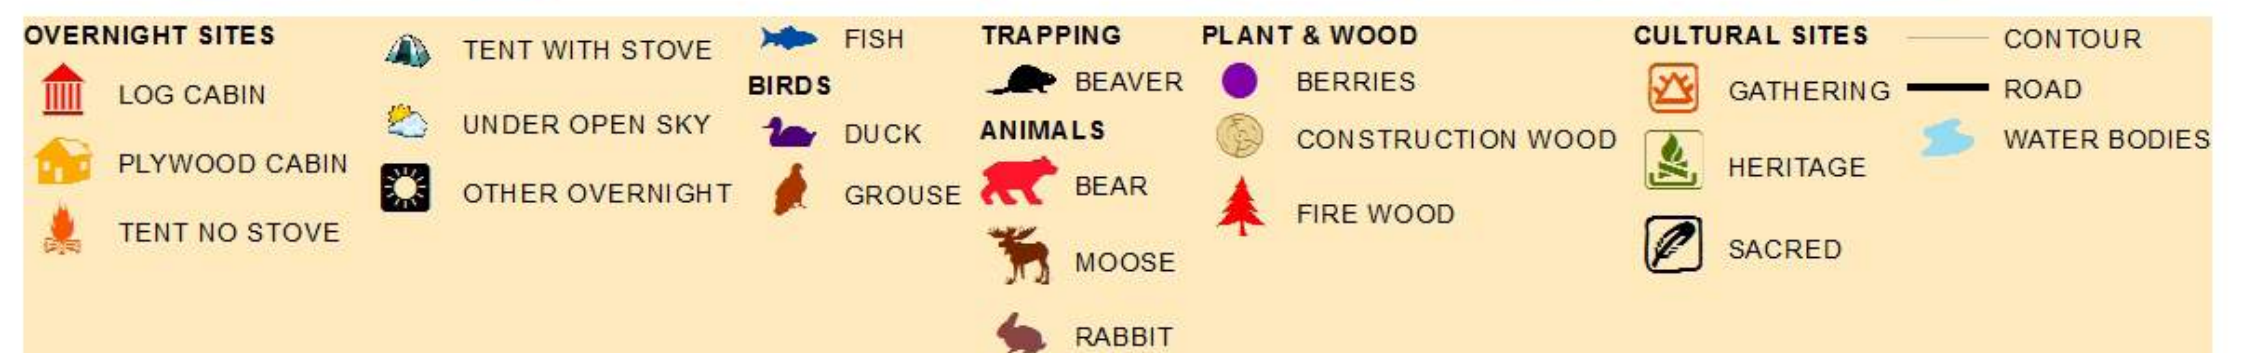 OVERNIGHT SITES
LOG CABIN
PLYWOOD CABIN
TENT NO STOVE
TENT WITH STOVE
UNDER OPEN SKY
OTHER OVERNIGHT
FISH
BIRDS
DUCK
GROUSE
TRAPPING
BEAVER
ANIMALS
BEAR
MOOSE
RABBIT
PLANT & WOOD
BERRIES
CONSTRUCTION WOOD
FIRE WOOD
CULTURAL SITES
GATHERING
HERITAGE
SACRED
CONTOUR
ROAD
WATER BODIES